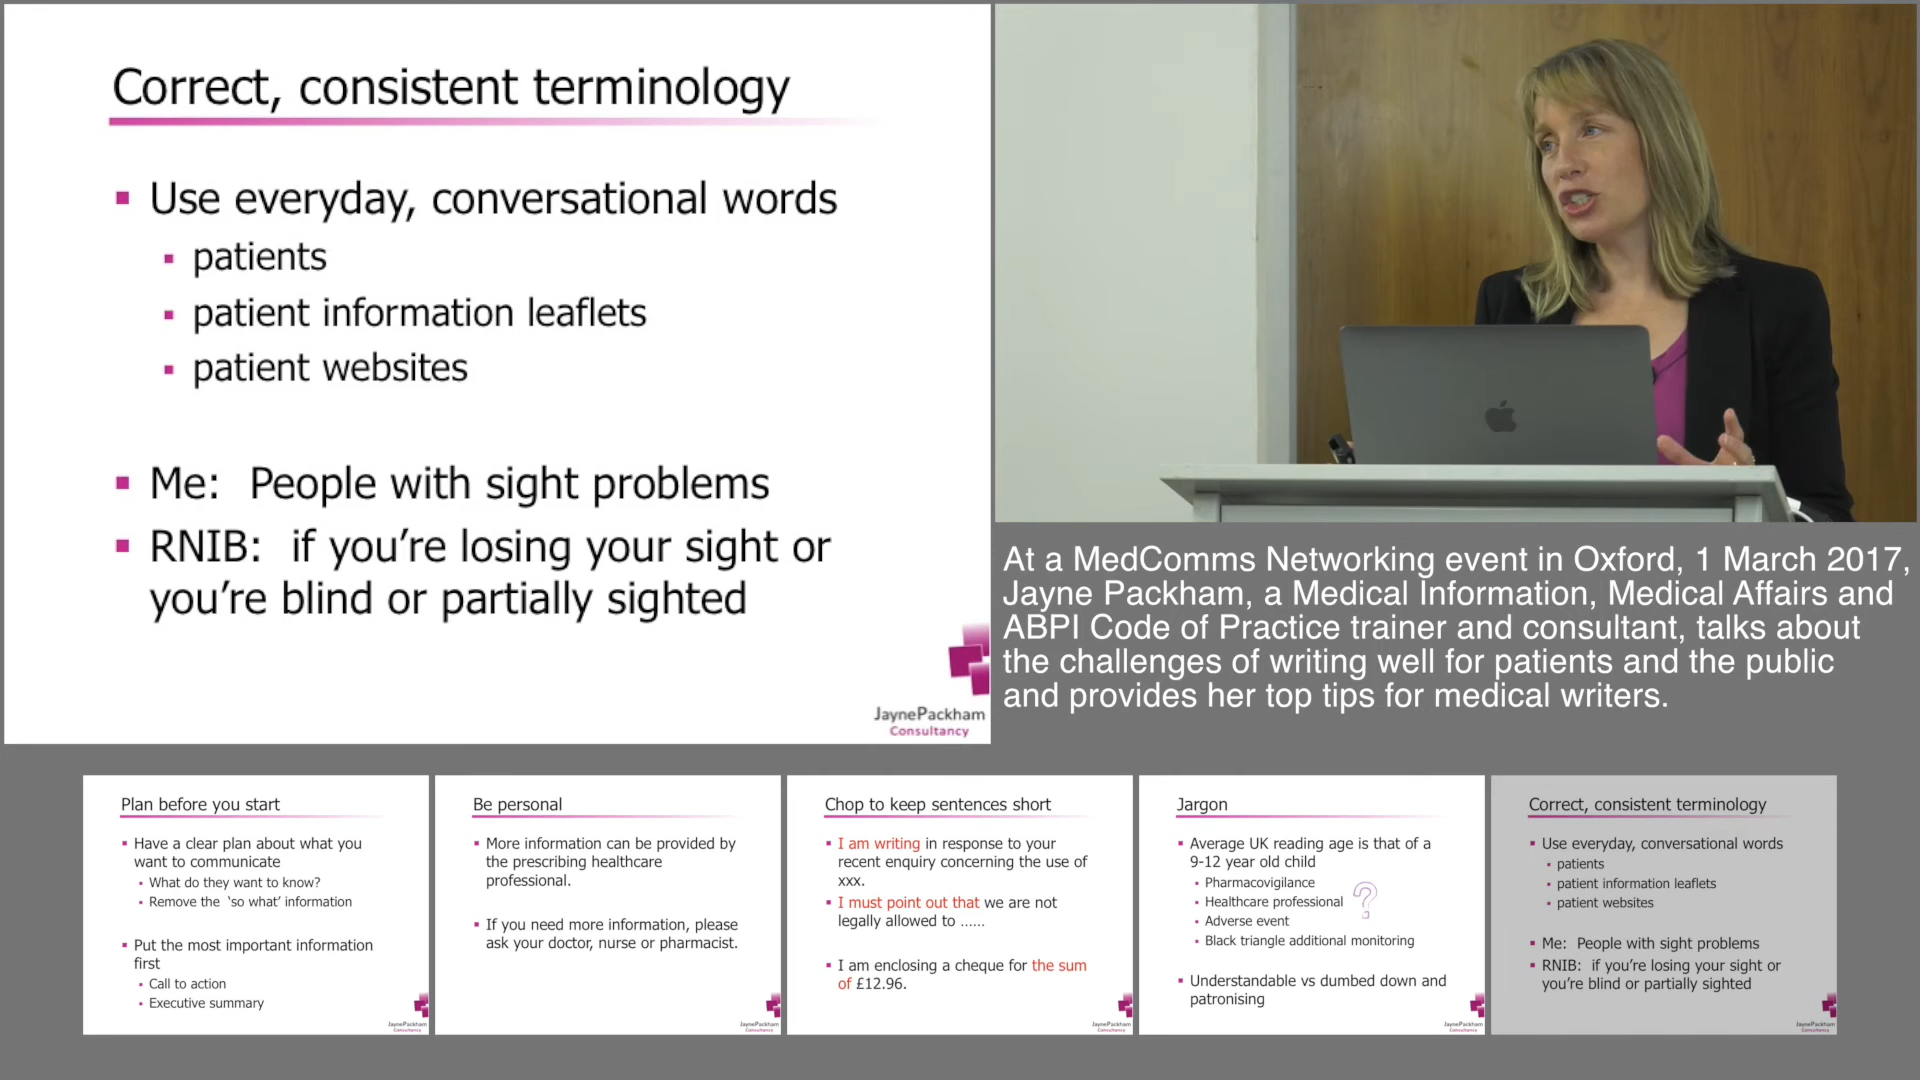 Correct, consistent terminology
Use everyday, conversational words
patients
patient information leaflets
patient websites
Me: People with sight problems
RNIB: if you’re losing your sight or
you’re blind or partially sighted
JaynePackham
Consultancy
At a MedComms Networking event in Oxford, 1 March 2017,
Jayne Packham, a Medical Information, Medical Affairs and
ABPI Code of Practice trainer and consultant, talks about
the challenges of writing well for patients and the public
and provides her top tips for medical writers.
Plan before you start
Have a clear plan about what you
want to communicate
What do they want to know?
Remove the ‘so what’ information
Put the most important information
first
Call to action
Executive summary
JaynePackham
Consultancy
Be personal
More information can be provided by
the prescribing healthcare
professional.
If you need more information, please
ask your doctor, nurse or pharmacist.
JaynePackham
Consultancy
Chop to keep sentences short
I am writing in response to your
recent enquiry concerning the use of
xxx.
I must point out that we are not
legally allowed to ......
I am enclosing a cheque for the sum
of £12.96.
JaynePackham
Consultancy
Jargon
Average UK reading age is that of a
9-12 year old child
Pharmacovigilance
Healthcare professional
Adverse event
Black triangle additional monitoring
?
Understandable vs dumbed down and
patronising
JaynePackham
Consultancy
Correct, consistent terminology
Use everyday, conversational words
patients
patient information leaflets
patient websites
Me: People with sight problems
RNIB: if you’re losing your sight or
you’re blind or partially sighted
JaynePackham
Consultancy